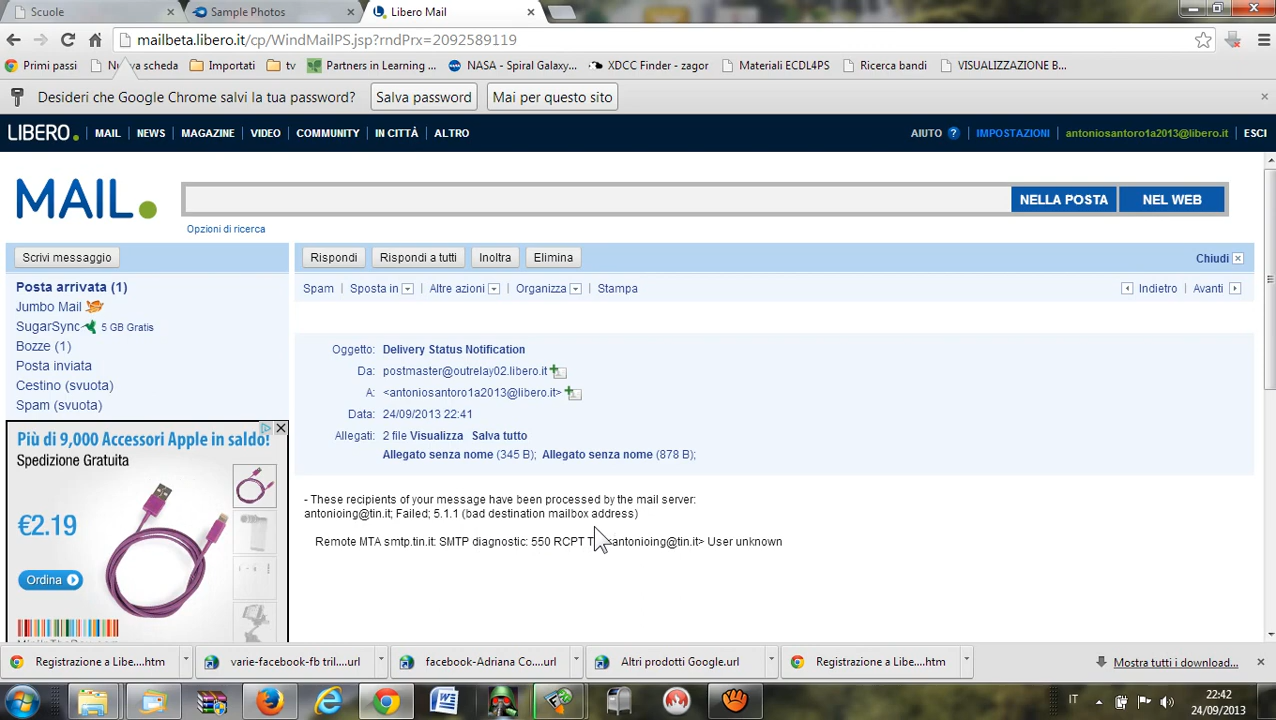 Scuole
Sample Photos
Libero Mail
mailbeta.libero.it/cp/WindMailPS.jsp?rndPrx=2092589119
Primi passi Nuova scheda Importati tv Partners in Learning ... NASA - Spiral Galaxy... XDCC Finder - zagor Materiali ECDL4PS Ricerca bandi VISUALIZZAZIONE B...
Desideri che Google Chrome salvi la tua password? Salva password Mai per questo sito
LIBERO. MAIL NEWS MAGAZINE VIDEO COMMUNITY IN CITTÀ ALTRO AIUTO ? IMPOSTAZIONI antoniosantoro1a2013@libero.it ESCI
MAIL. NELLA POSTA NEL WEB
Opzioni di ricerca
Scrivi messaggio Rispondi Rispondi a tutti Inoltra Elimina Chiudi
Spam Sposta in Altre azioni Organizza Stampa Indietro Avanti
Posta arrivata (1)
Jumbo Mail
SugarSync 5 GB Gratis
Bozze (1)
Posta inviata
Cestino (svuota)
Spam (svuota)
Oggetto: Delivery Status Notification
Da: postmaster@outrelay02.libero.it
A: <antoniosantoro1a2013@libero.it>
Data: 24/09/2013 22:41
Allegati: 2 file Visualizza Salva tutto
Allegato senza nome (345 B); Allegato senza nome (878 B);
Più di 9,000 Accessori Apple in saldo!
Spedizione Gratuita
€2.19
Ordina
- These recipients of your message have been processed by the mail server:
antonioing@tin.it; Failed; 5.1.1 (bad destination mailbox address)
Remote MTA smtp.tin.it: SMTP diagnostic: 550 RCPT antonioing@tin.it> User unknown
Registrazione a Libe....htm varie-facebook-fb tril....url facebook-Adriana Co....url Altri prodotti Google.url Registrazione a Libe....htm Mostra tutti i download...
IT 22:42
24/09/2013